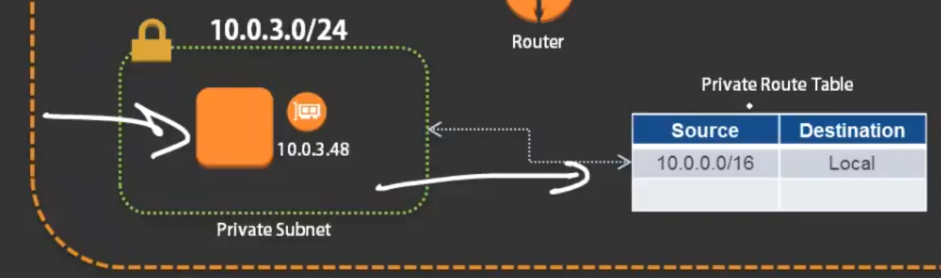 10.0.3.0/24
Router
10.0.3.48
Private Subnet
Private Route Table
Source Destination
10.0.0.0/16 Local